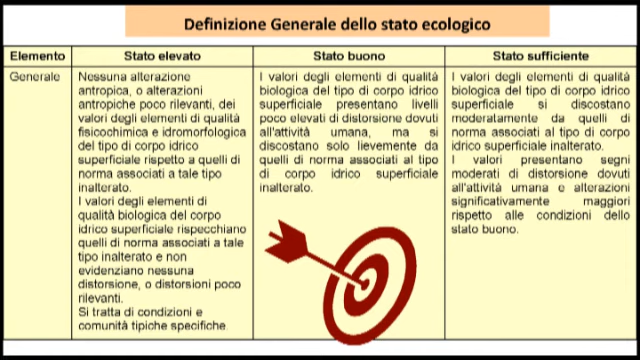 Definizione Generale dello stato ecologico
Elemento
Stato elevato
Stato buono
Stato sufficiente
Generale
Nessuna alterazione
antropica, o alterazioni
antropiche poco rilevanti, dei
valori degli elementi di qualità
fisicochimica e idromorfologica
del tipo di corpo idrico
superficiale rispetto a quelli di
norma associati a tale tipo
inalterato.
I valori degli elementi di
qualità biologica del corpo
idrico superficiale rispecchiano
quelli di norma associati a tale
tipo inalterato e non
evidenziano nessuna
distorsione, o distorsioni poco
rilevanti.
Si tratta di condizioni e
comunità tipiche specifiche
I valori degli elementi di qualità
biologica del tipo di corpo idrico
superficiale presentano livelli
poco elevati di distorsione dovuti
all'attività umana, ma si
discostano solo lievemente da
quelli di norma associati al tipo
di corpo idrico superficiale
inalterato.
I valori degli elementi di qualità
biologica del tipo di corpo idrico
superficiale si discostano
moderatamente da quelli di
norma associati al tipo di corpo
idrico superficiale inalterato.
I valori presentano segni
moderati di distorsione dovuti
all'attività umana e alterazioni
significativamente maggiori
rispetto alle condizioni dello
stato buono.